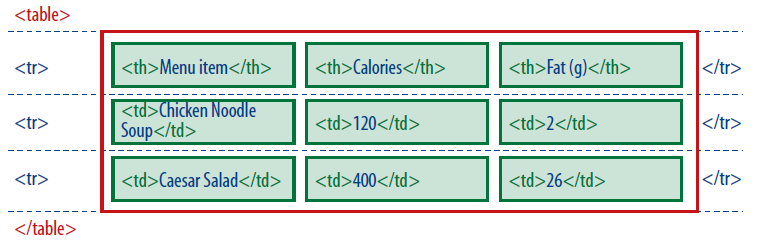 <table>
<tr> <th>Menu item</th> <th>Calories</th> <th>Fat (g)</th> </tr>
<tr> <td>Chicken Noodle
Soup</td> <td>120</td> <td>2</td> </tr>
<tr> <td>Caesar Salad</td> <td>400</td> <td>26</td> </tr>
</table>